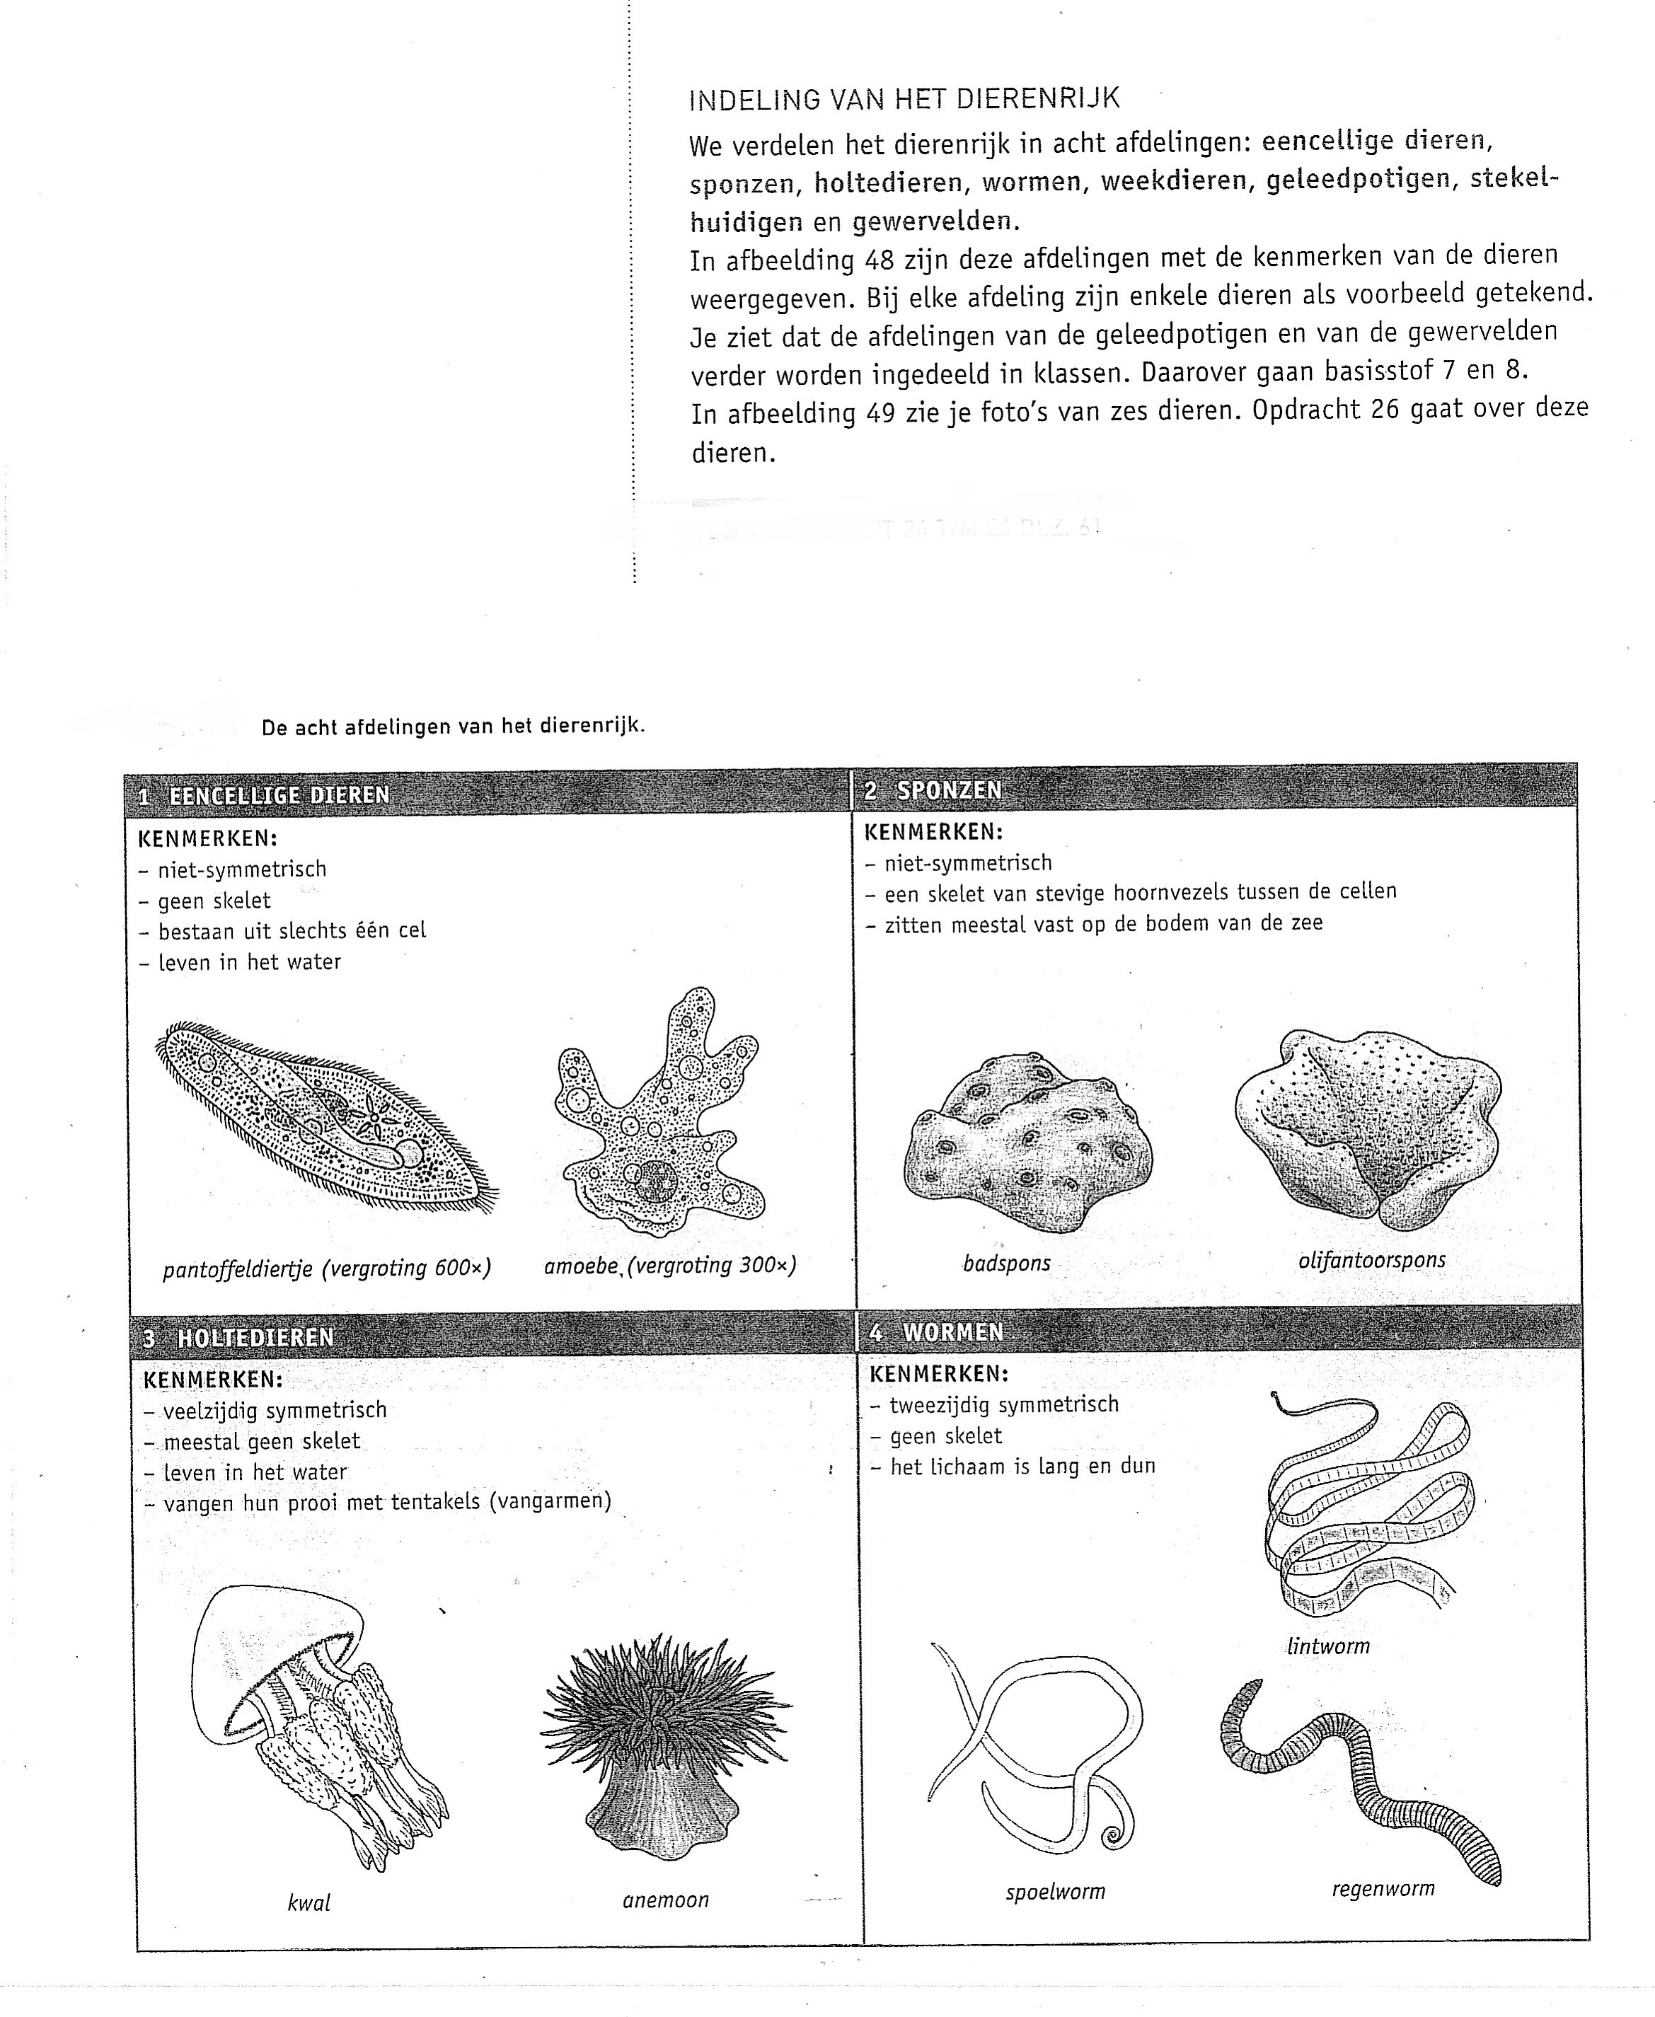 INDELING VAN HET DIERENRIJK
We verdelen het dierenrijk in acht afdelingen: eencellige dieren,
sponzen, holtedieren, wormen, weekdieren, geleedpotigen, stekel-
huidigen en gewervelden.
In afbeelding 48 zijn deze afdelingen met de kenmerken van de dieren
weergegeven. Bij elke afdeling zijn enkele dieren als voorbeeld getekend.
Je ziet dat de afdelingen van de geleedpotigen en van de gewervelden
verder worden ingedeeld in klassen. Daarover gaan basisstof 7 en 8.
In afbeelding 49 zie je foto's van zes dieren. Opdracht 26 gaat over deze
dieren.
De acht afdelingen van het dierenrijk.
1 EENCELLIGE DIEREN
KENMERKEN:
– niet-symmetrisch
– geen skelet
– bestaan uit slechts één cel
– leven in het water
pantoffeldiertje (vergroting 600×)
amoebe (vergroting 300×)
2 SPONZEN
KENMERKEN:
– niet-symmetrisch
– een skelet van stevige hoornvezels tussen de cellen
– zitten meestal vast op de bodem van de zee
badspons
olifantoorspons
3 HOLTEDIEREN
KENMERKEN:
– veelzijdig symmetrisch
– meestal geen skelet
– leven in het water
– vangen hun prooi met tentakels (vangarmen)
kwal
anemoon
4 WORMEN
KENMERKEN:
– tweezijdig symmetrisch
– geen skelet
– het lichaam is lang en dun
lintworm
spoelworm
regenworm